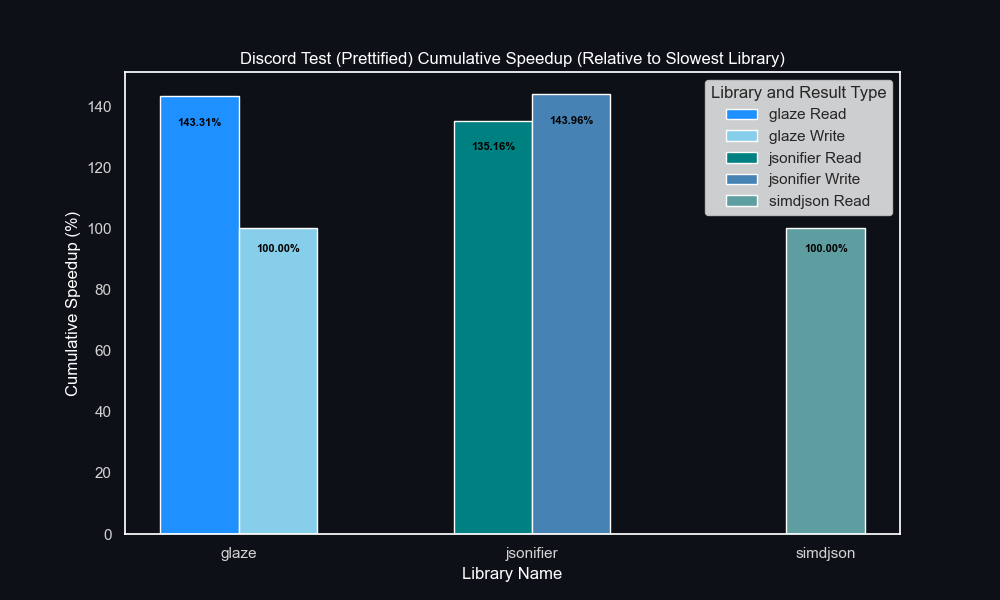 Discord Test (Prettified) Cumulative Speedup (Relative to Slowest Library)
Library and Result Type
glaze Read
glaze Write
jsonifier Read
jsonifier Write
simdjson Read
Cumulative Speedup (%)
140
120
100
80
60
40
20
0
143.31%
100.00%
135.16%
143.96%
100.00%
glaze
jsonifier
simdjson
Library Name